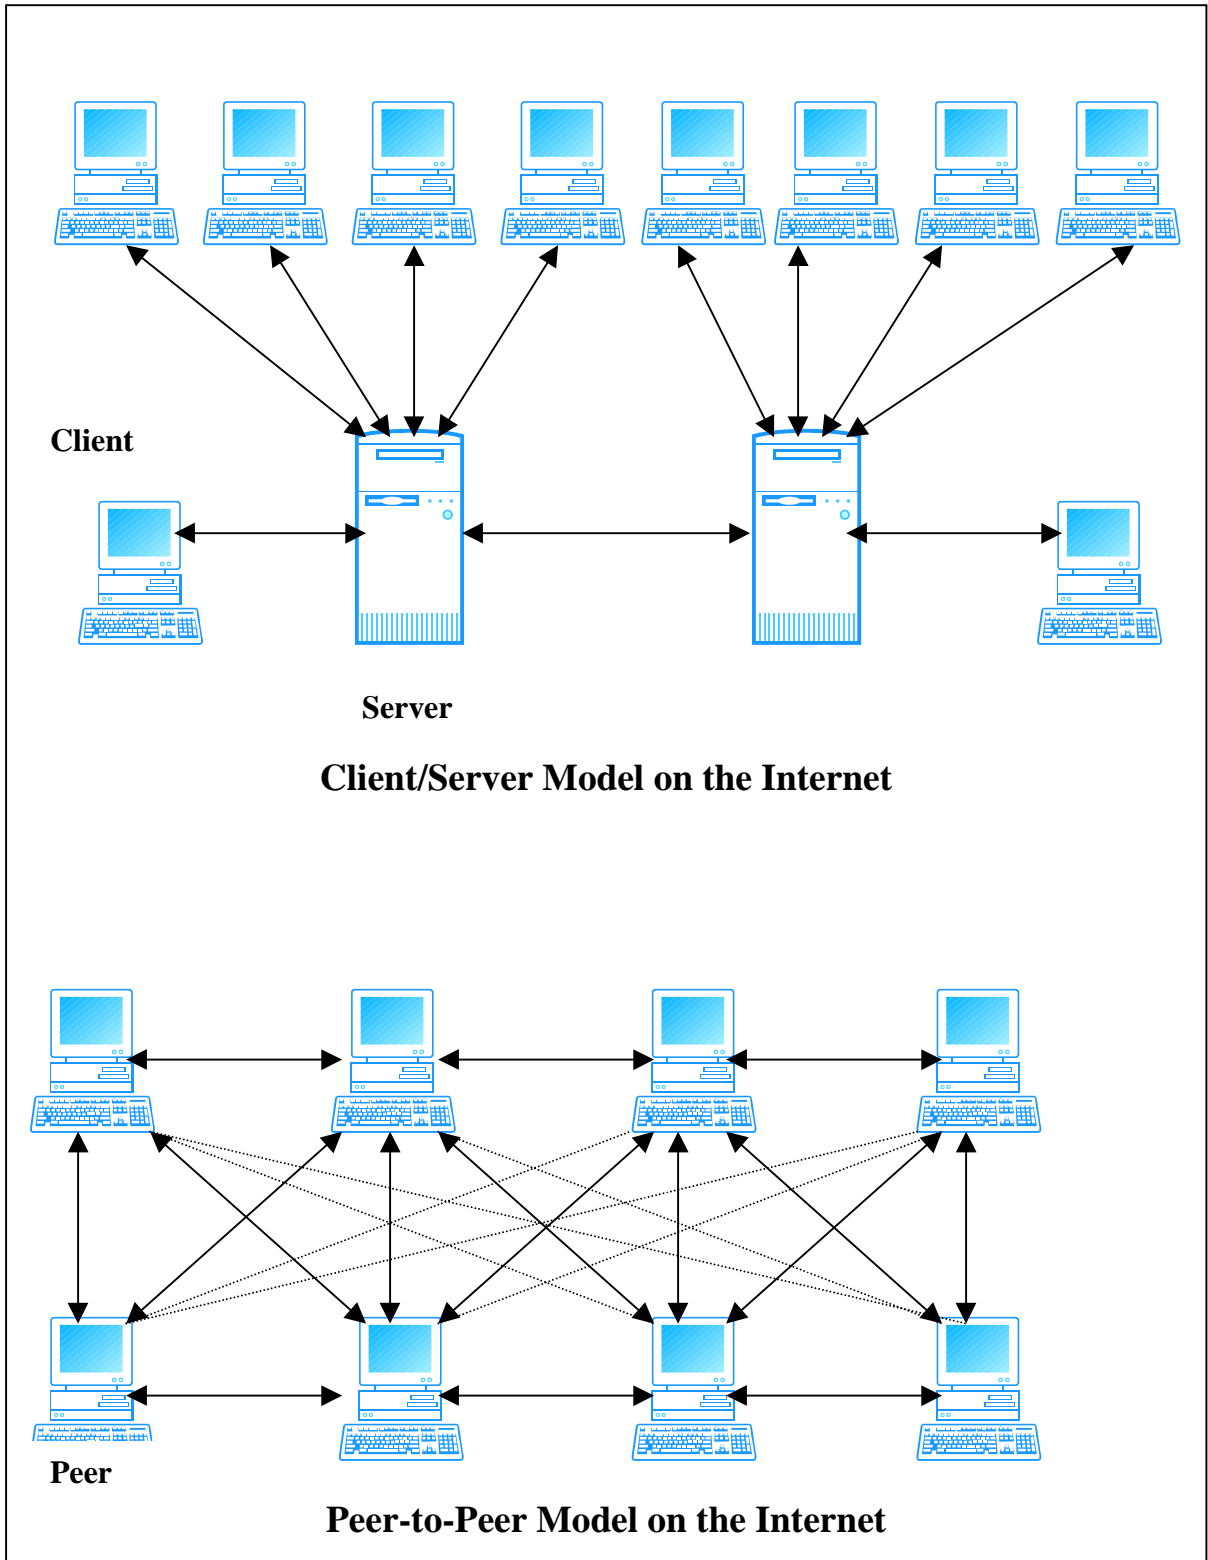 Client
Server
Client/Server Model on the Internet
Peer
Peer-to-Peer Model on the Internet